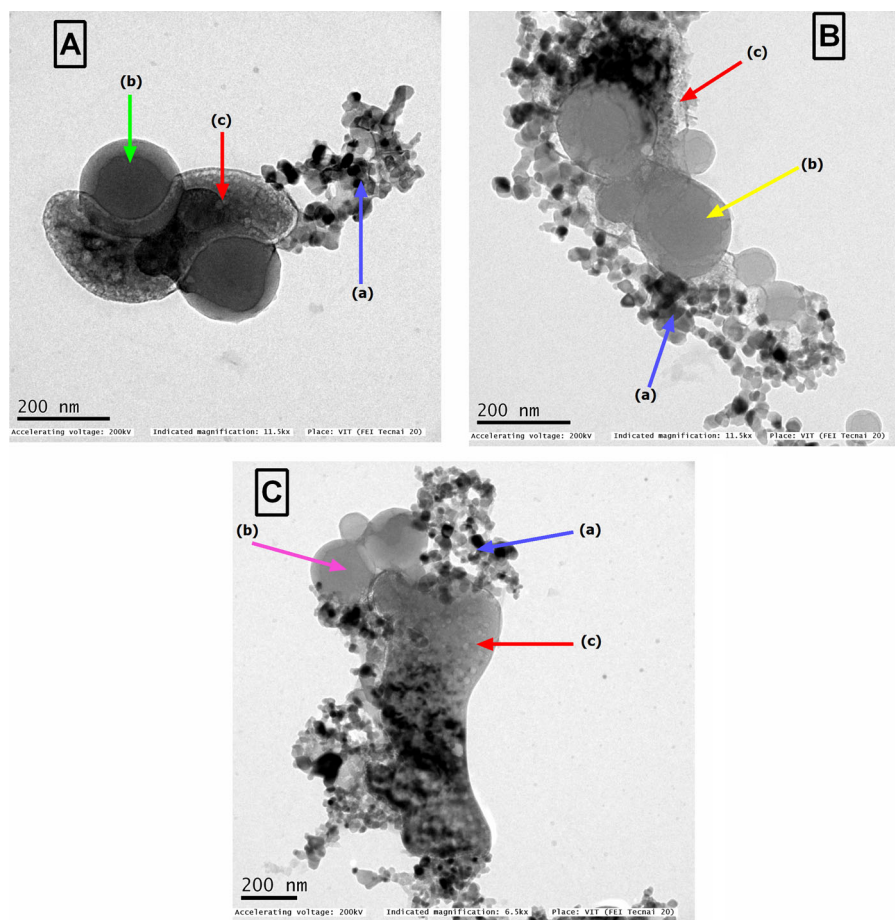 A
(b)
(c)
(a)
200 nm
Accelerating voltage: 200kV Indicated magnification: 11.5kx Place: VIT (FEI Tecnai 20)
B
(c)
(b)
(a)
200 nm
Accelerating voltage: 200kV Indicated magnification: 11.5kx Place: VIT (FEI Tecnai 20)
C
(b)
(a)
(c)
200 nm
Accelerating voltage: 200kV Indicated magnification: 6.5kx Place: VIT (FEI Tecnai 20)